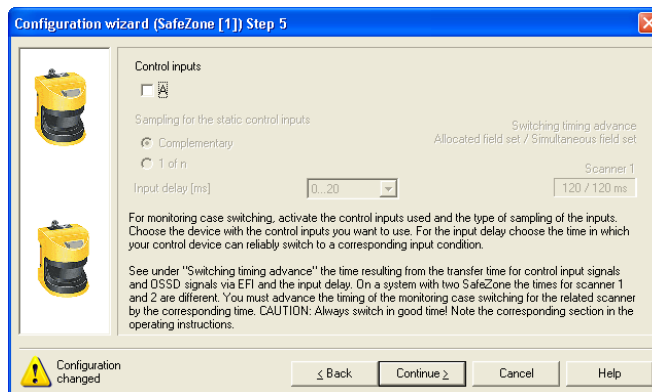 Configuration wizard (SafeZone [1]) Step 5
Control inputs
A
Sampling for the static control inputs
Complementary
1 of n
Input delay [ms]
0...20
Switching timing advance
Allocated field set / Simultaneous field set
Scanner 1
120 / 120 ms
For monitoring case switching, activate the control inputs used and the type of sampling of the inputs.
Choose the device with the control inputs you want to use. For the input delay choose the time in which
your control device can reliably switch to a corresponding input condition.
See under "Switching timing advance" the time resulting from the transfer time for control input signals
and OSSD signals via EFI and the input delay. On a system with two SafeZone the times for scanner 1
and 2 are different. You must advance the timing of the monitoring case switching for the related scanner
by the corresponding time. CAUTION: Always switch in good time! Note the corresponding section in the
operating instructions.
Configuration
changed
< Back
Continue >
Cancel
Help